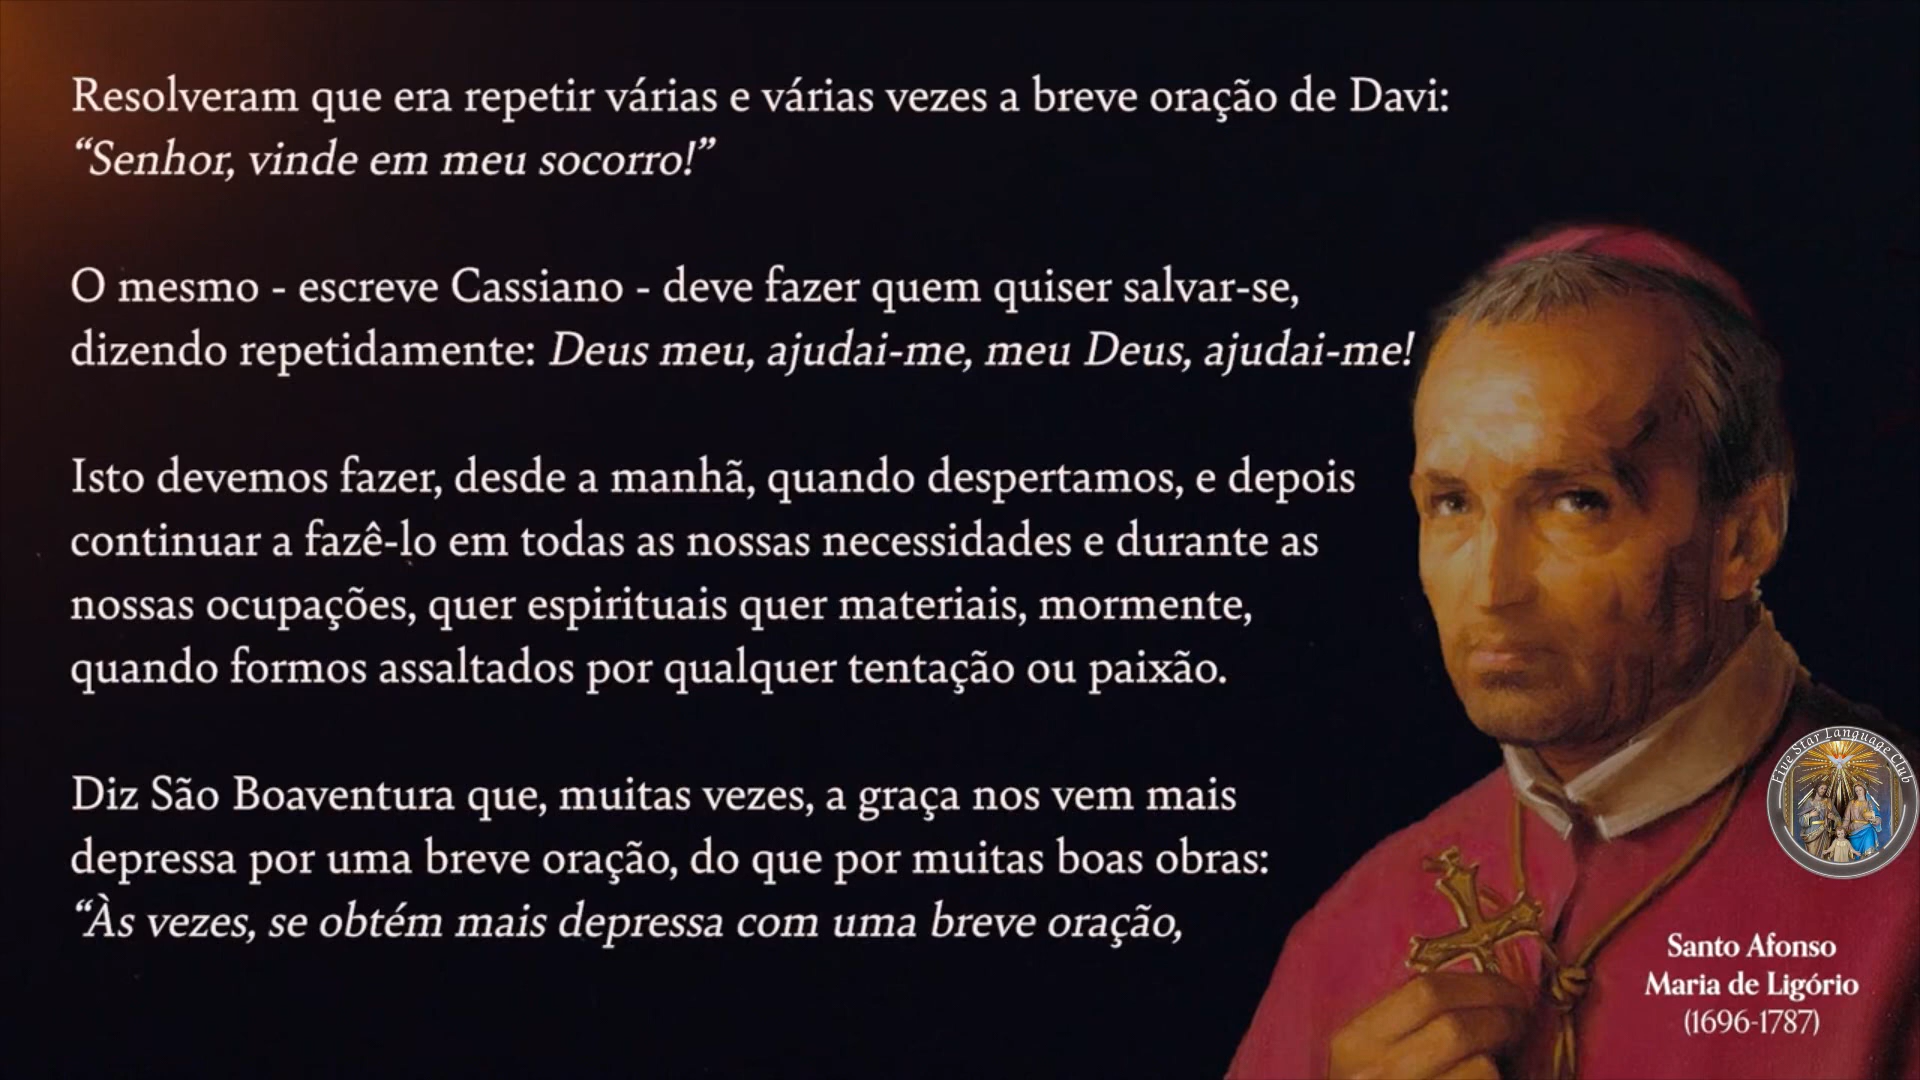 Resolveram que era repetir várias e várias vezes a breve oração de Davi:
“Senhor, vinde em meu socorro!”
O mesmo - escreve Cassiano - deve fazer quem quiser salvar-se,
dizendo repetidamente: Deus meu, ajudai-me, meu Deus, ajudai-me!
Isto devemos fazer, desde a manhã, quando despertamos, e depois
continuar a fazê-lo em todas as nossas necessidades e durante as
nossas ocupações, quer espirituais quer materiais, mormente,
quando formos assaltados por qualquer tentação ou paixão.
Diz São Boaventura que, muitas vezes, a graça nos vem mais
depressa por uma breve oração, do que por muitas boas obras:
“Às vezes, se obtém mais depressa com uma breve oração,
Five Star Language Club
Santo Afonso
Maria de Ligório
(1696-1787)